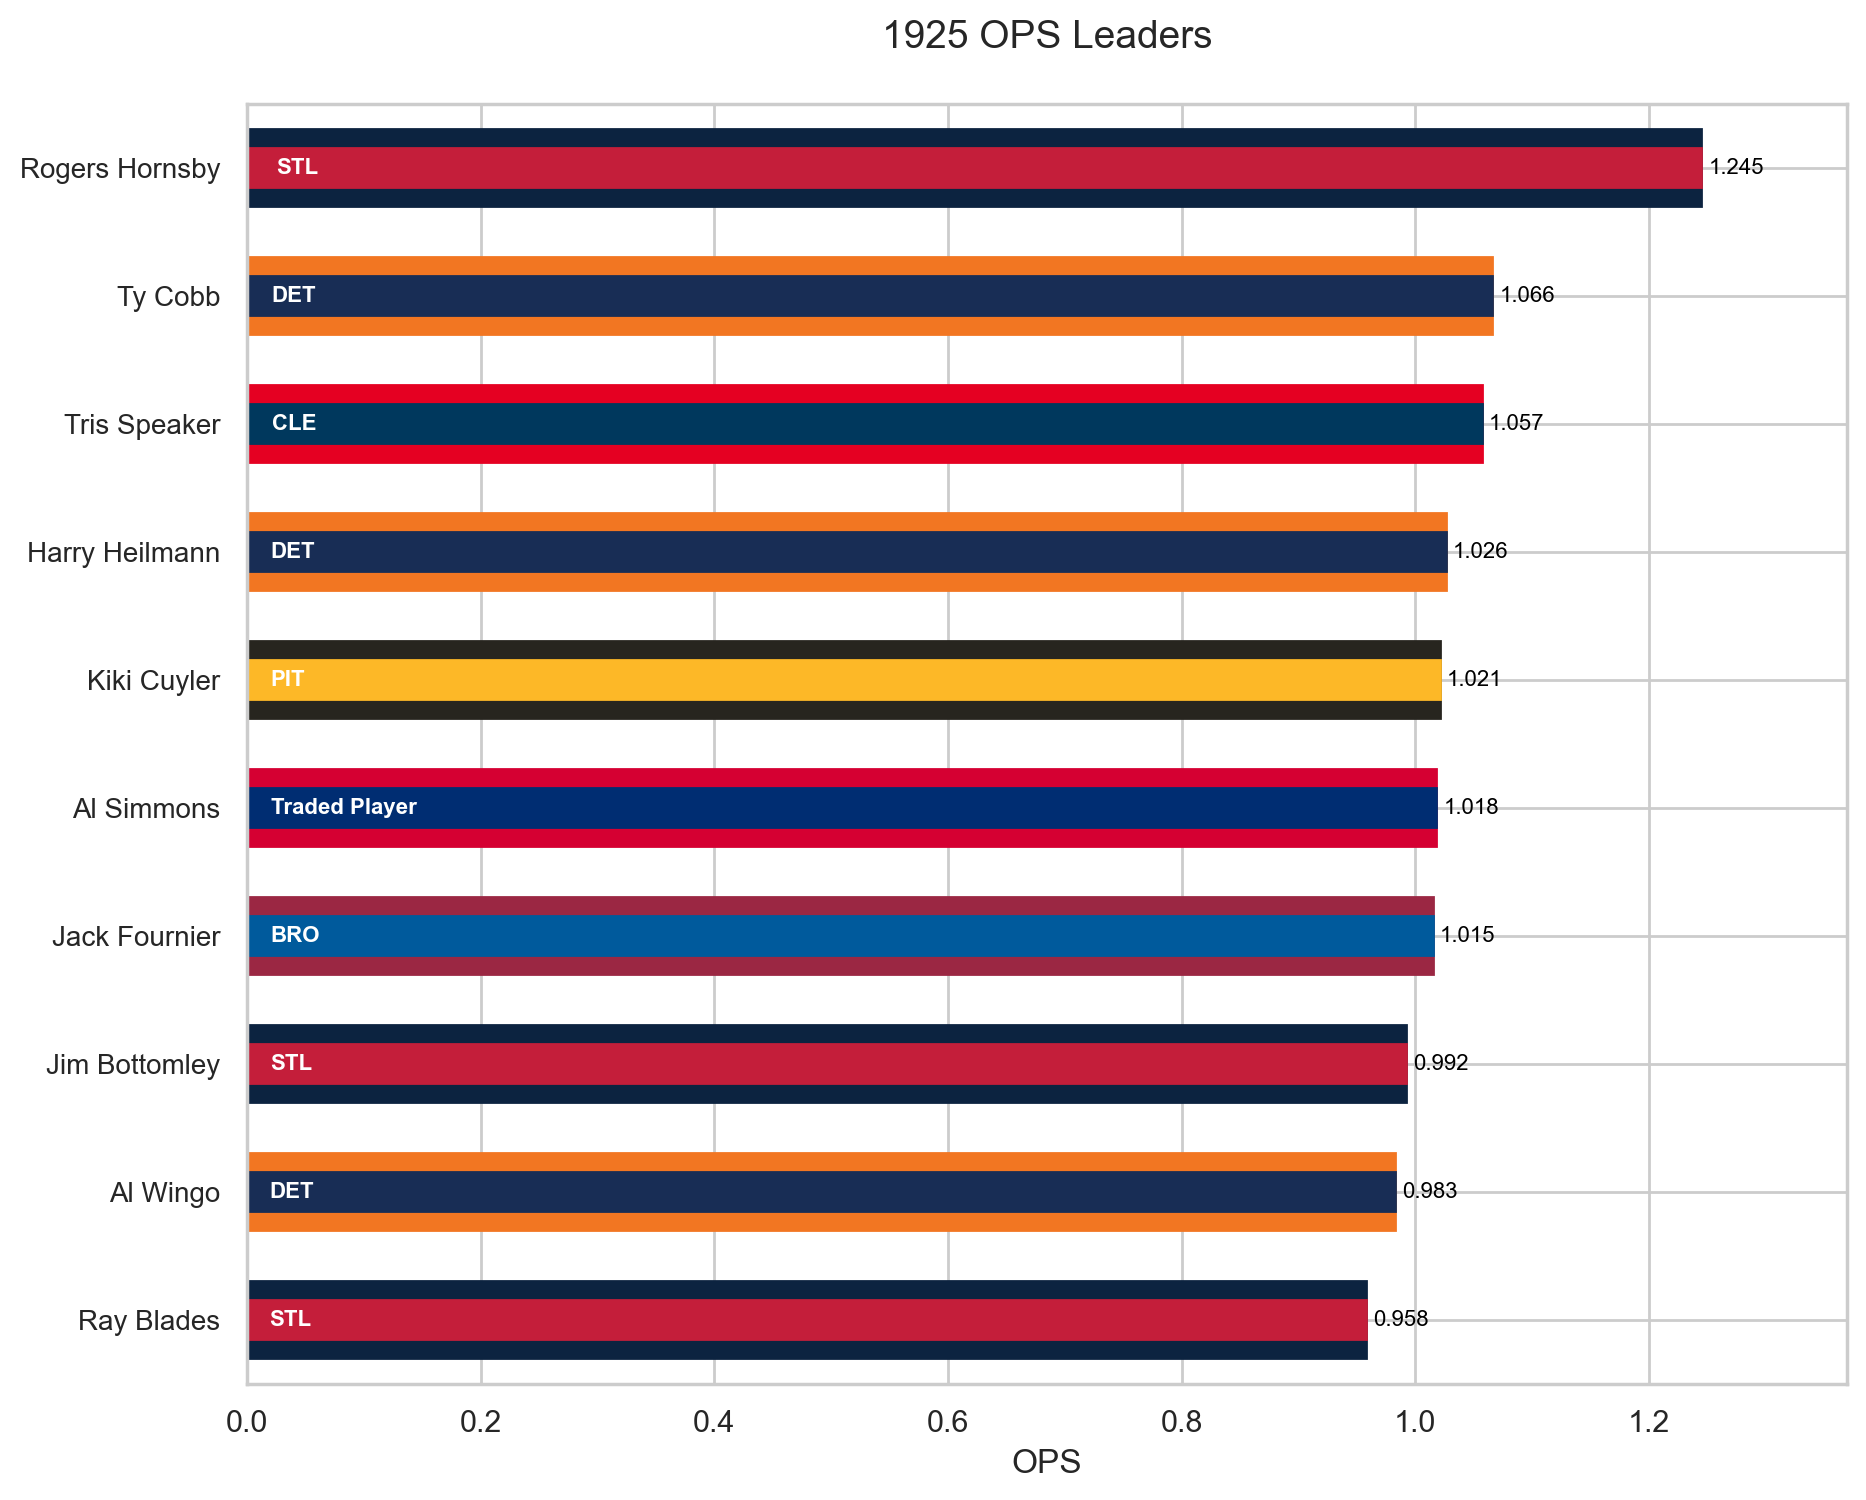 1925 OPS Leaders
Rogers Hornsby STL 1.245
Ty Cobb DET 1.066
Tris Speaker CLE 1.057
Harry Heilmann DET 1.026
Kiki Cuyler PIT 1.021
Al Simmons Traded Player 1.018
Jack Fournier BRO 1.015
Jim Bottomley STL 0.992
Al Wingo DET 0.983
Ray Blades STL 0.958
0.0 0.2 0.4 0.6 0.8 1.0 1.2
OPS